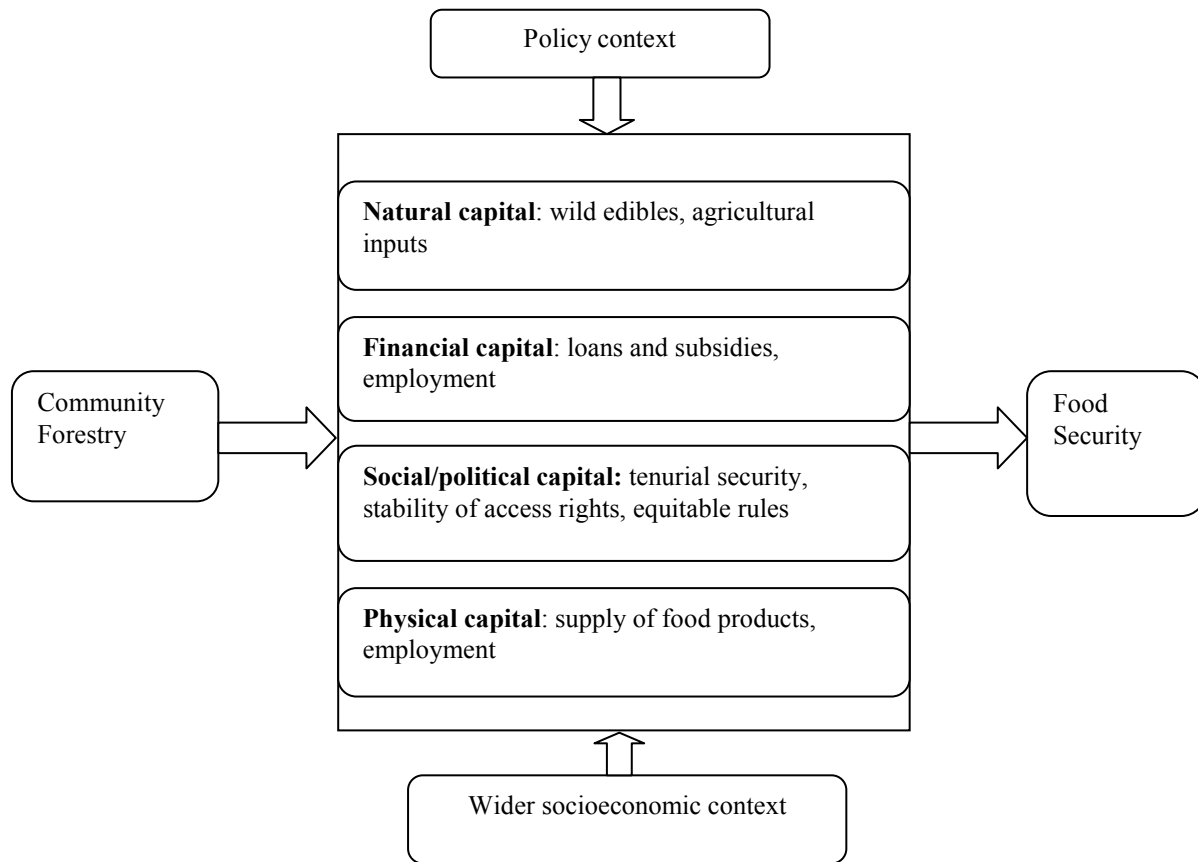 Policy context
Natural capital: wild edibles, agricultural
inputs
Financial capital: loans and subsidies,
employment
Community
Forestry
Food
Security
Social/political capital: tenurial security,
stability of access rights, equitable rules
Physical capital: supply of food products,
employment
Wider socioeconomic context